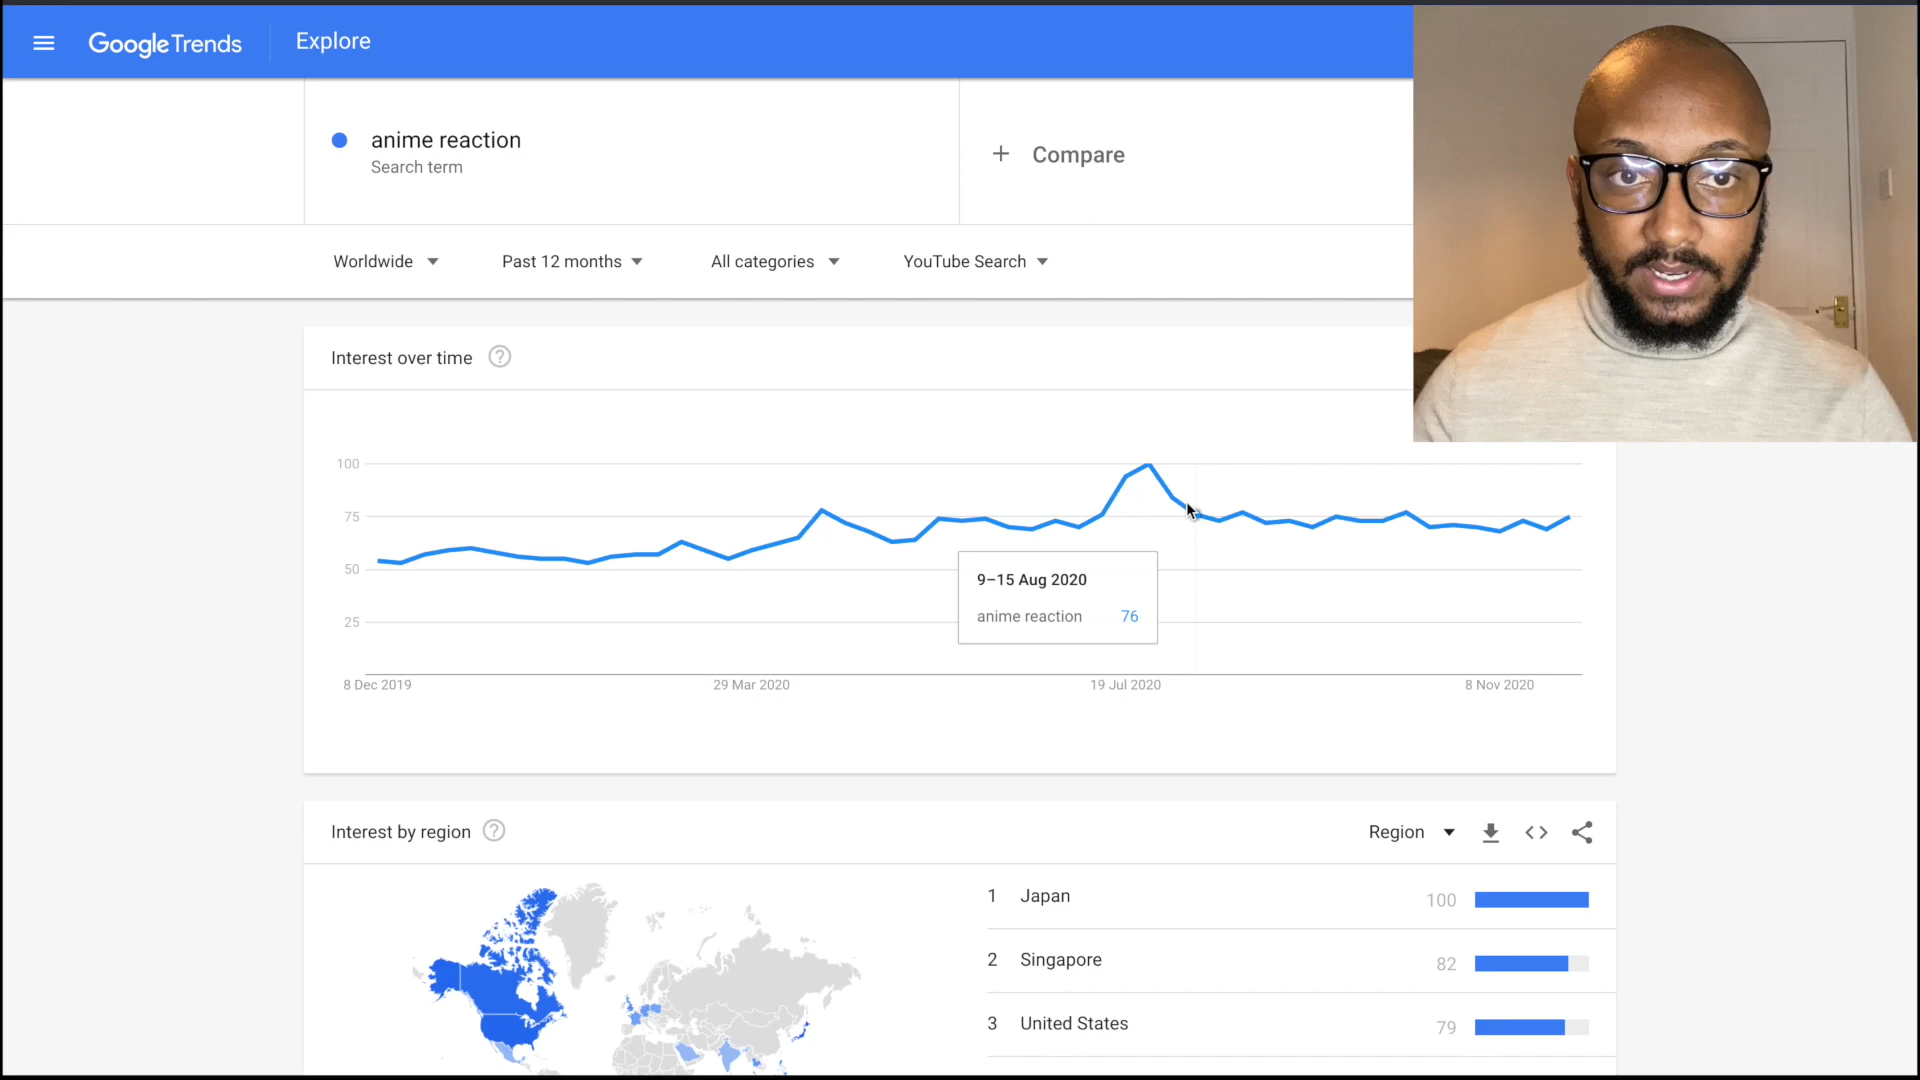 Google Trends
Explore
anime reaction
Search term
+ Compare
Worldwide
Past 12 months
All categories
YouTube Search
Interest over time ?
100
75
50
25
9–15 Aug 2020
anime reaction 76
8 Dec 2019
29 Mar 2020
19 Jul 2020
8 Nov 2020
Interest by region ?
Region
1 Japan 100
2 Singapore 82
3 United States 79